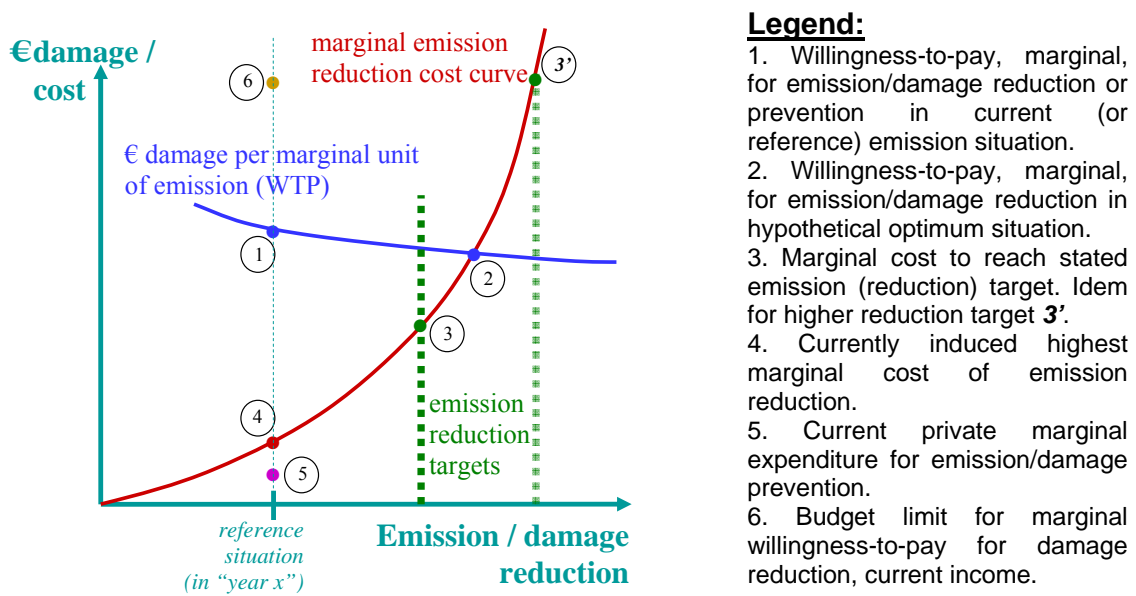 €damage /
cost
marginal emission
reduction cost curve
3'
6
€ damage per marginal unit
of emission (WTP)
1
2
3
4
5
emission
reduction
targets
reference
situation
(in “year x”)
Emission / damage
reduction
Legend:
1. Willingness-to-pay, marginal,
for emission/damage reduction or
prevention in current (or
reference) emission situation.
2. Willingness-to-pay, marginal,
for emission/damage reduction in
hypothetical optimum situation.
3. Marginal cost to reach stated
emission (reduction) target. Idem
for higher reduction target 3'.
4. Currently induced highest
marginal cost of emission
reduction.
5. Current private marginal
expenditure for emission/damage
prevention.
6. Budget limit for marginal
willingness-to-pay for damage
reduction, current income.